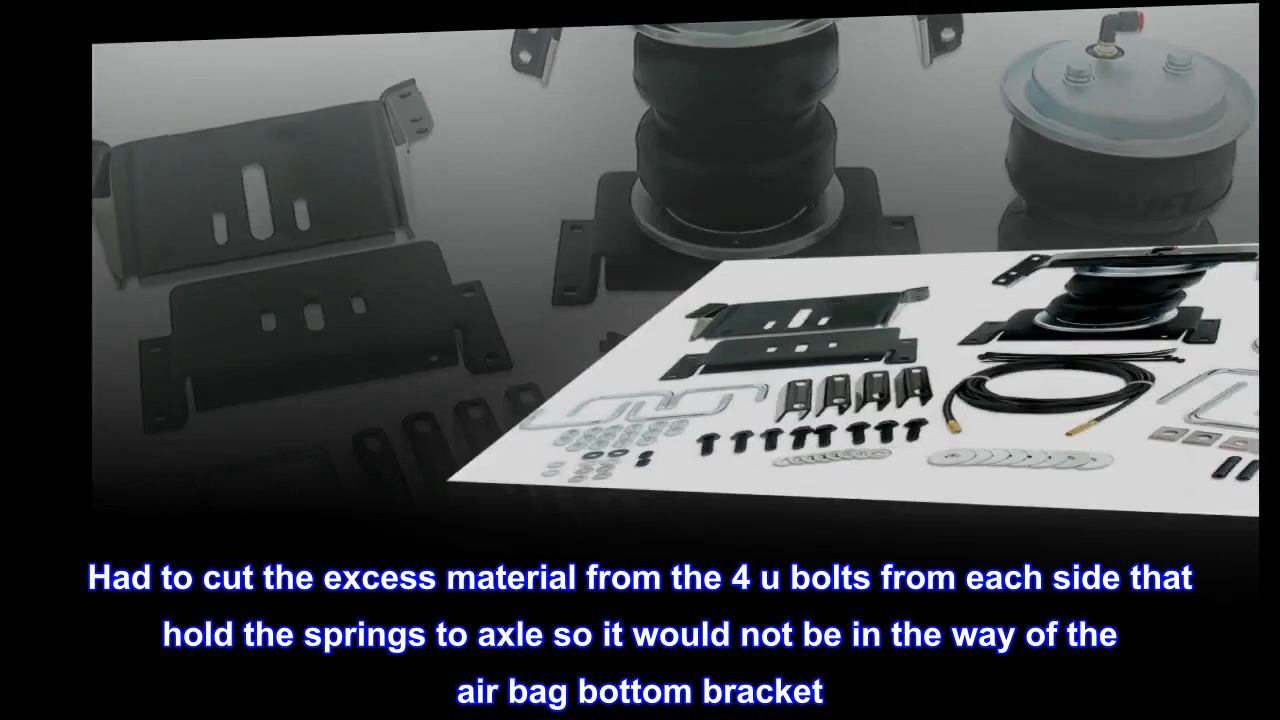 Had to cut the excess material from the 4 u bolts from each side that
hold the springs to axle so it would not be in the way of the
air bag bottom bracket